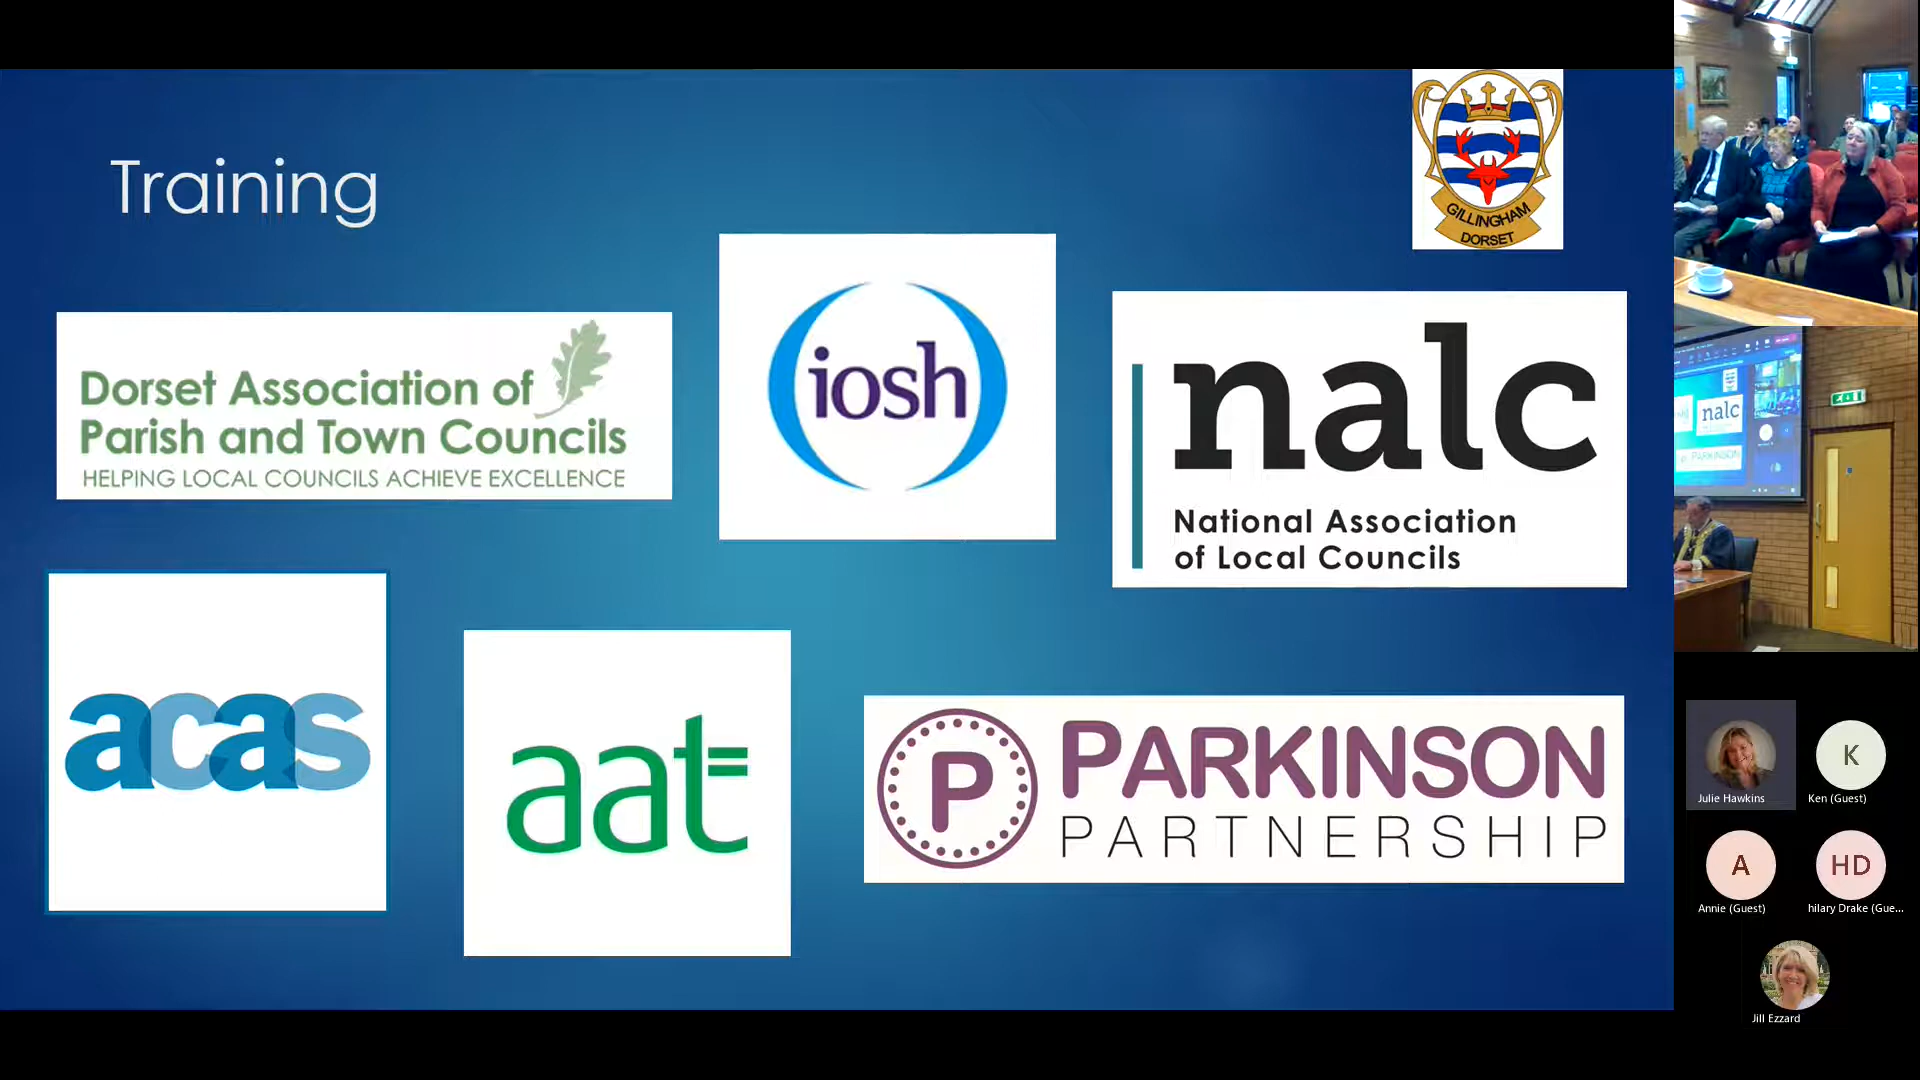 Training
GILLINGHAM
DORSET
Dorset Association of
Parish and Town Councils
HELPING LOCAL COUNCILS ACHIEVE EXCELLENCE
iosh
nalc
National Association
of Local Councils
acas
aat
P
PARKINSON
PARTNERSHIP
nalc
PARKINSON
Julie Hawkins
K
Ken (Guest)
A
Annie (Guest)
HD
hilary Drake (Gue...
Jill Ezzard